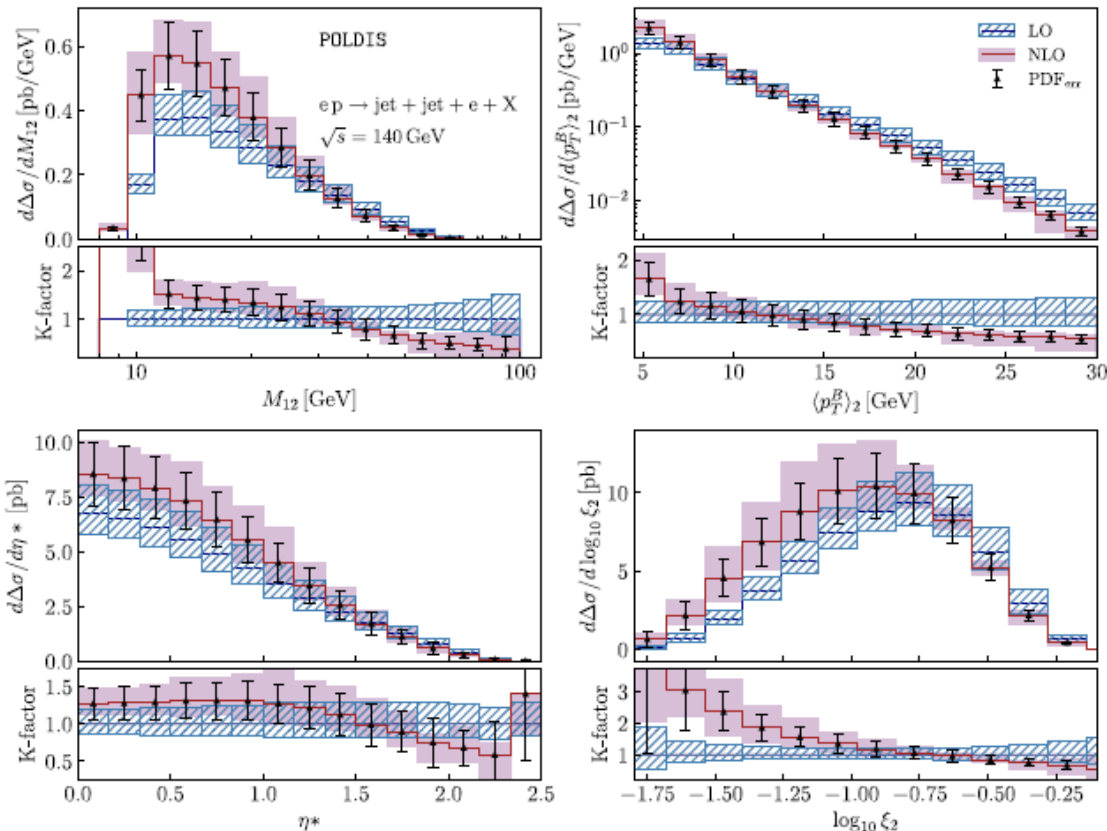 dΔσ/dM₁₂ [pb/GeV]
0.6
0.4
0.2
0.0
POLDIS
e p → jet + jet + e + X
√s = 140 GeV
K-factor
2
1
10
100
M₁₂ [GeV]
dΔσ/d⟨p_T^B⟩₂ [pb/GeV]
10⁰
10⁻¹
10⁻²
LO
NLO
PDF_err
K-factor
2
1
5
10
15
20
25
30
⟨p_T^B⟩₂ [GeV]
dΔσ/dη* [pb]
10.0
7.5
5.0
2.5
0.0
K-factor
1.5
1.0
0.5
0.0
0.5
1.0
1.5
2.0
2.5
η*
dΔσ/d log₁₀ ξ₂ [pb]
10
5
0
K-factor
3
2
1
−1.75
−1.50
−1.25
−1.00
−0.75
−0.50
−0.25
log₁₀ ξ₂